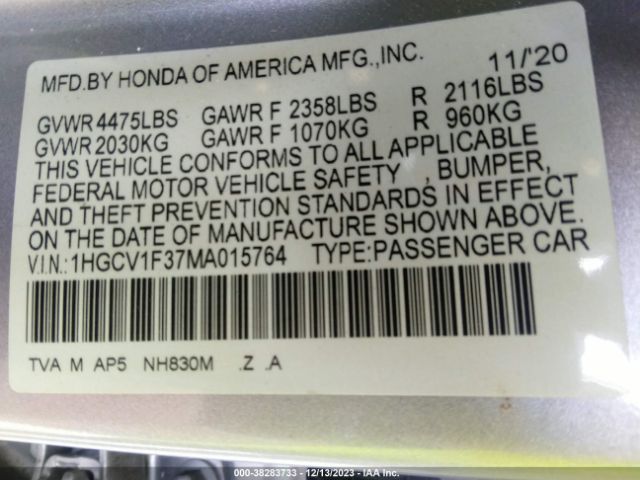 MFD.BY HONDA OF AMERICA MFG.,INC. 11/'20
GVWR 4475LBS GAWR F 2358LBS R 2116LBS
GVWR 2030KG GAWR F 1070KG R 960KG
THIS VEHICLE CONFORMS TO ALL APPLICABLE
FEDERAL MOTOR VEHICLE SAFETY , BUMPER,
AND THEFT PREVENTION STANDARDS IN EFFECT
ON THE DATE OF MANUFACTURE SHOWN ABOVE.
V.I.N.:1HGCV1F37MA015764 TYPE:PASSENGER CAR
TVA M AP5 NH830M .Z .A
000-38283733 - 12/13/2023 - IAA Inc.